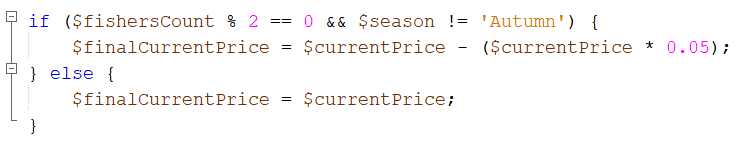 if ($fishersCount % 2 == 0 && $season != 'Autumn') {
    $finalCurrentPrice = $currentPrice - ($currentPrice * 0.05);
} else {
    $finalCurrentPrice = $currentPrice;
}